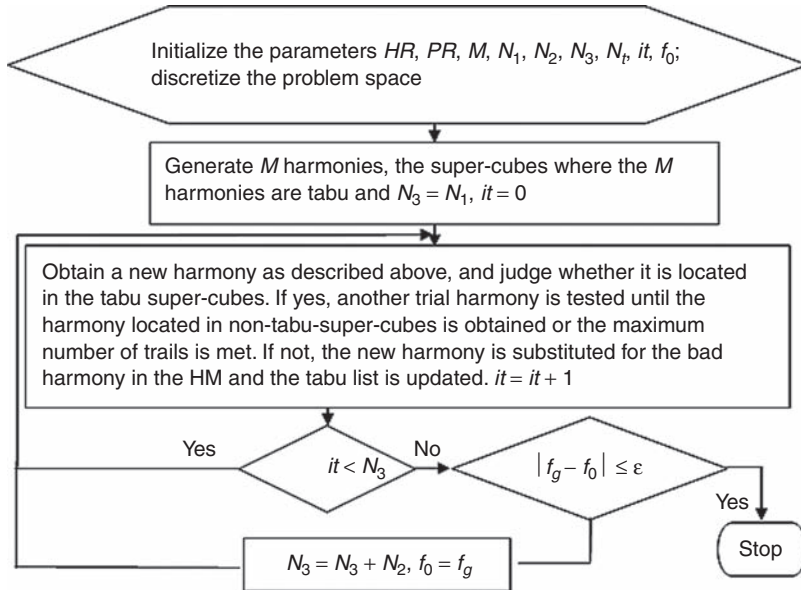 Initialize the parameters HR, PR, M, N₁, N₂, N₃, Nₜ, it, f₀;
discretize the problem space
Generate M harmonies, the super-cubes where the M
harmonies are tabu and N₃ = N₁, it = 0
Obtain a new harmony as described above, and judge whether it is located
in the tabu super-cubes. If yes, another trial harmony is tested until the
harmony located in non-tabu-super-cubes is obtained or the maximum
number of trails is met. If not, the new harmony is substituted for the bad
harmony in the HM and the tabu list is updated. it = it + 1
Yes
it < N₃
No
|f_g – f₀| ≤ ε
Yes
N₃ = N₃ + N₂, f₀ = f_g
Stop